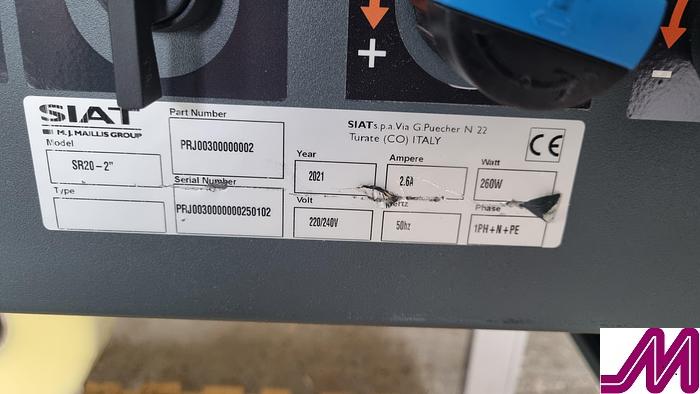 +
-
SIAT
M.J. MAILLIS GROUP
Model
SR20-2"
Type
Part Number
PRJ00300000002
Serial Number
PRJ0030000000250102
SIAT s.p.a. Via G.Puecher N 22
Turate (CO) ITALY
CE
Year
2021
Ampere
2.6A
Watt
260W
Volt
220/240V
Hertz
50hz
Phase
1PH+N+PE
M